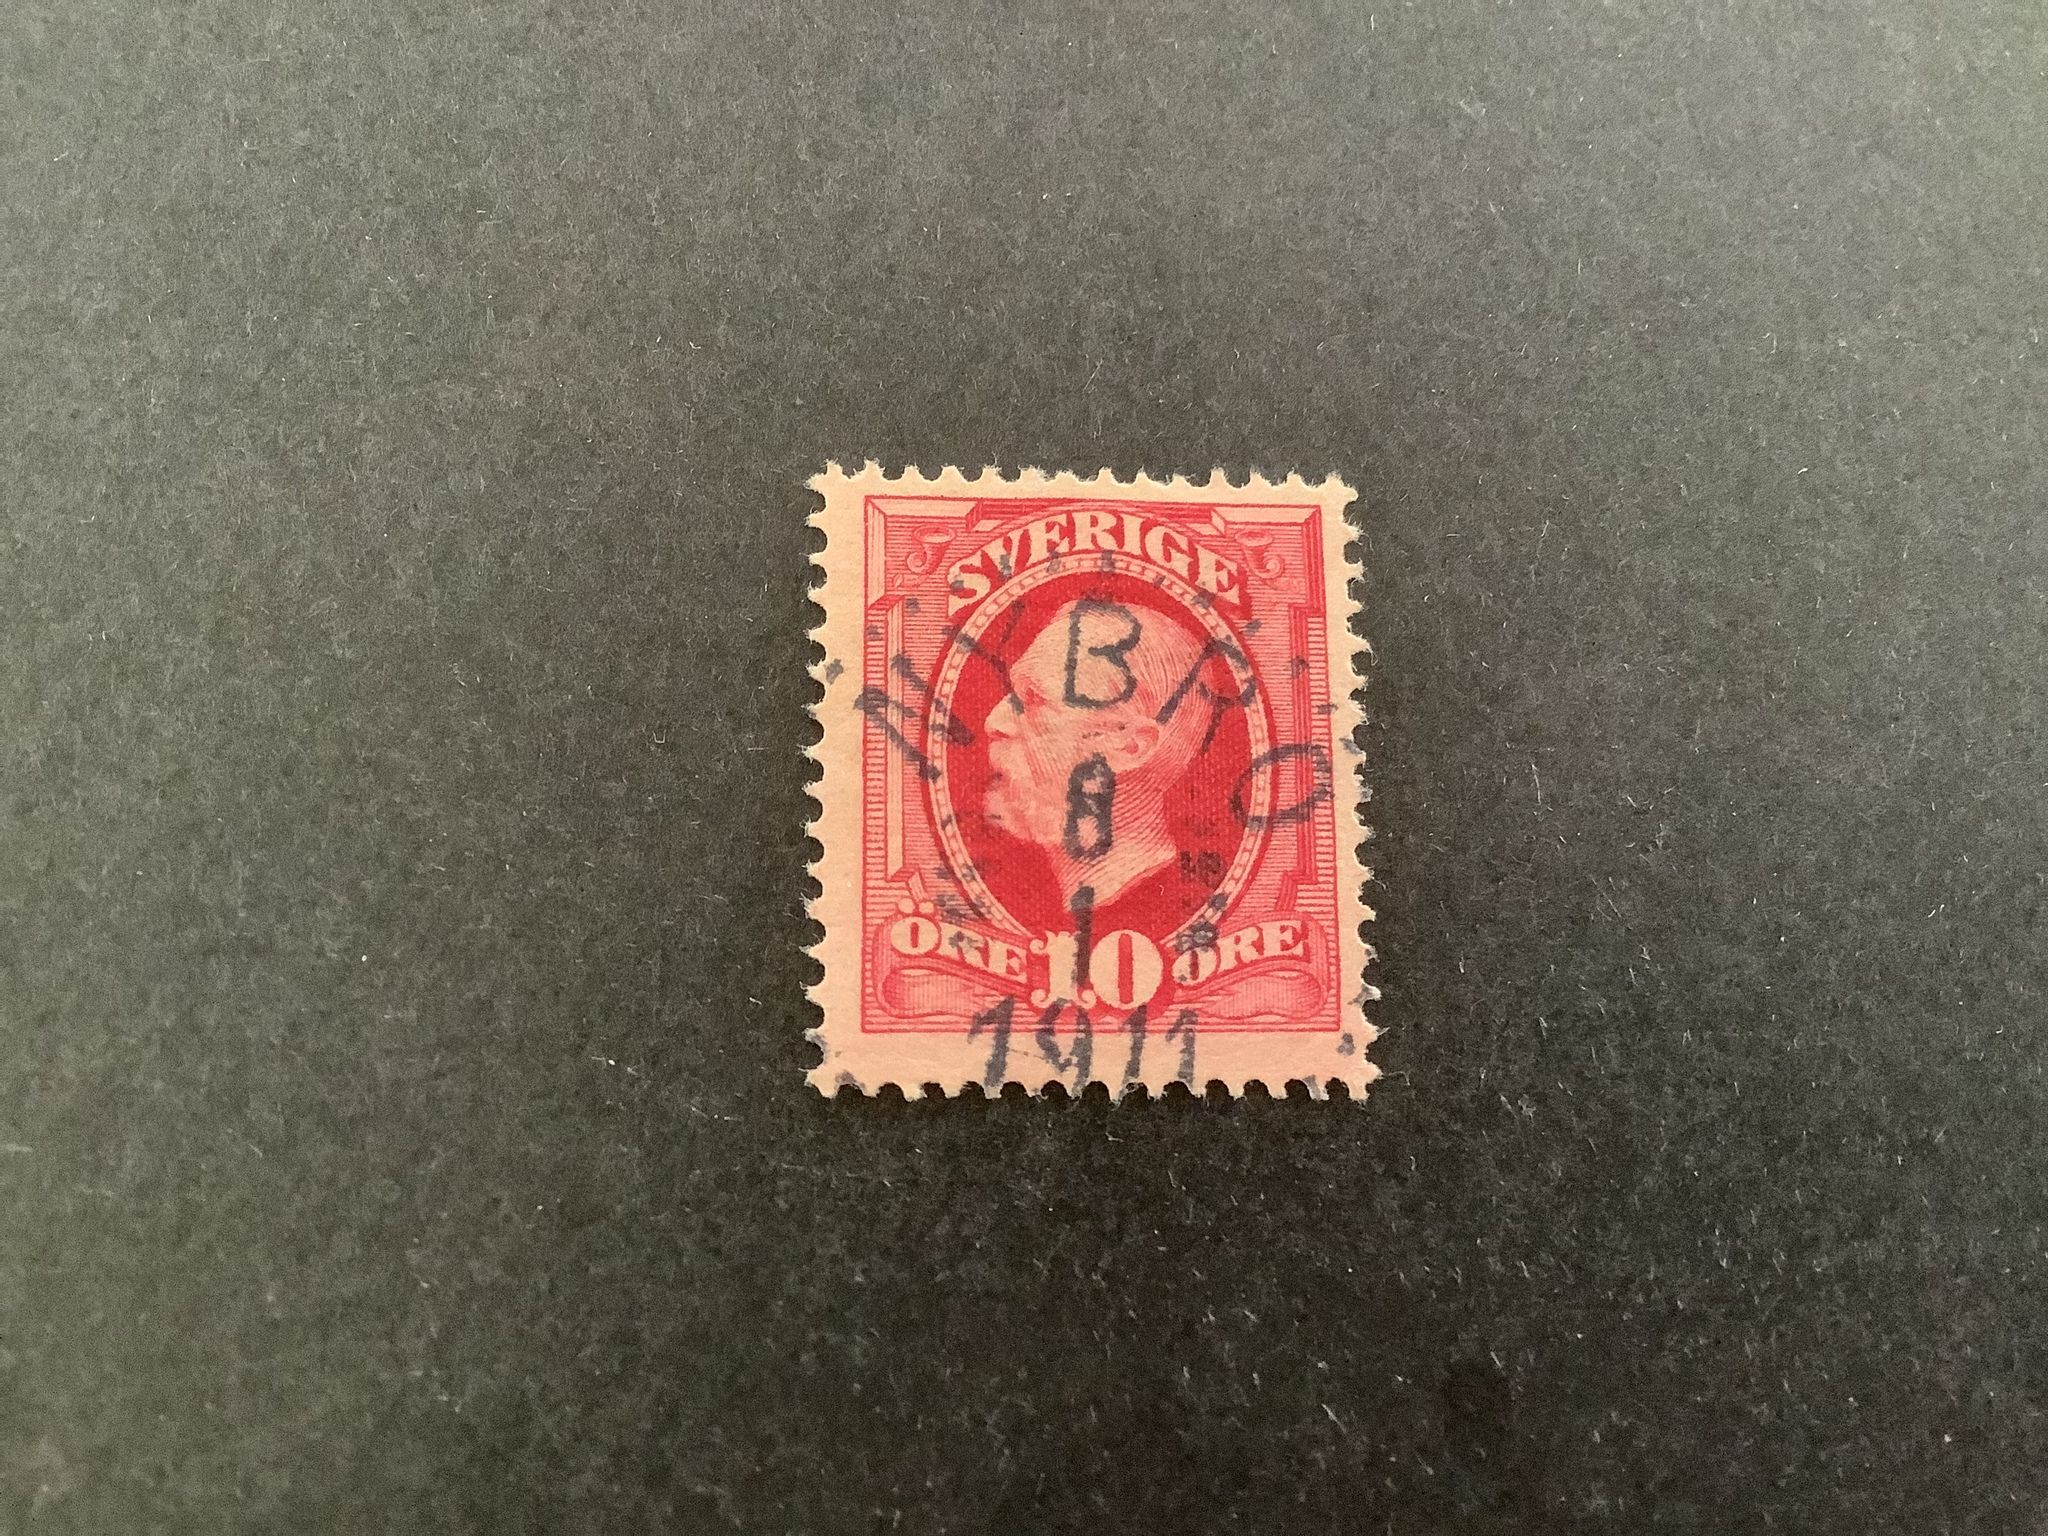 SVERIGE
NYBRO
8
1
ÖRE 10 ÖRE
1911